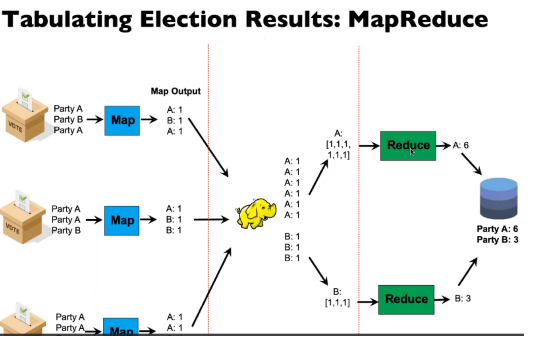 Tabulating Election Results: MapReduce
Map Output
VOTE
Party A
Party B
Party A
Map
A: 1
B: 1
A: 1
VOTE
Party A
Party A
Party B
Map
A: 1
A: 1
B: 1
Party A
Party A
Map
A: 1
A: 1
A: 1
A: 1
A: 1
A: 1
A: 1
A: 1
B: 1
B: 1
B: 1
A:
[1,1,1,
1,1,1]
Reduce
A: 6
B:
[1,1,1]
Reduce
B: 3
Party A: 6
Party B: 3